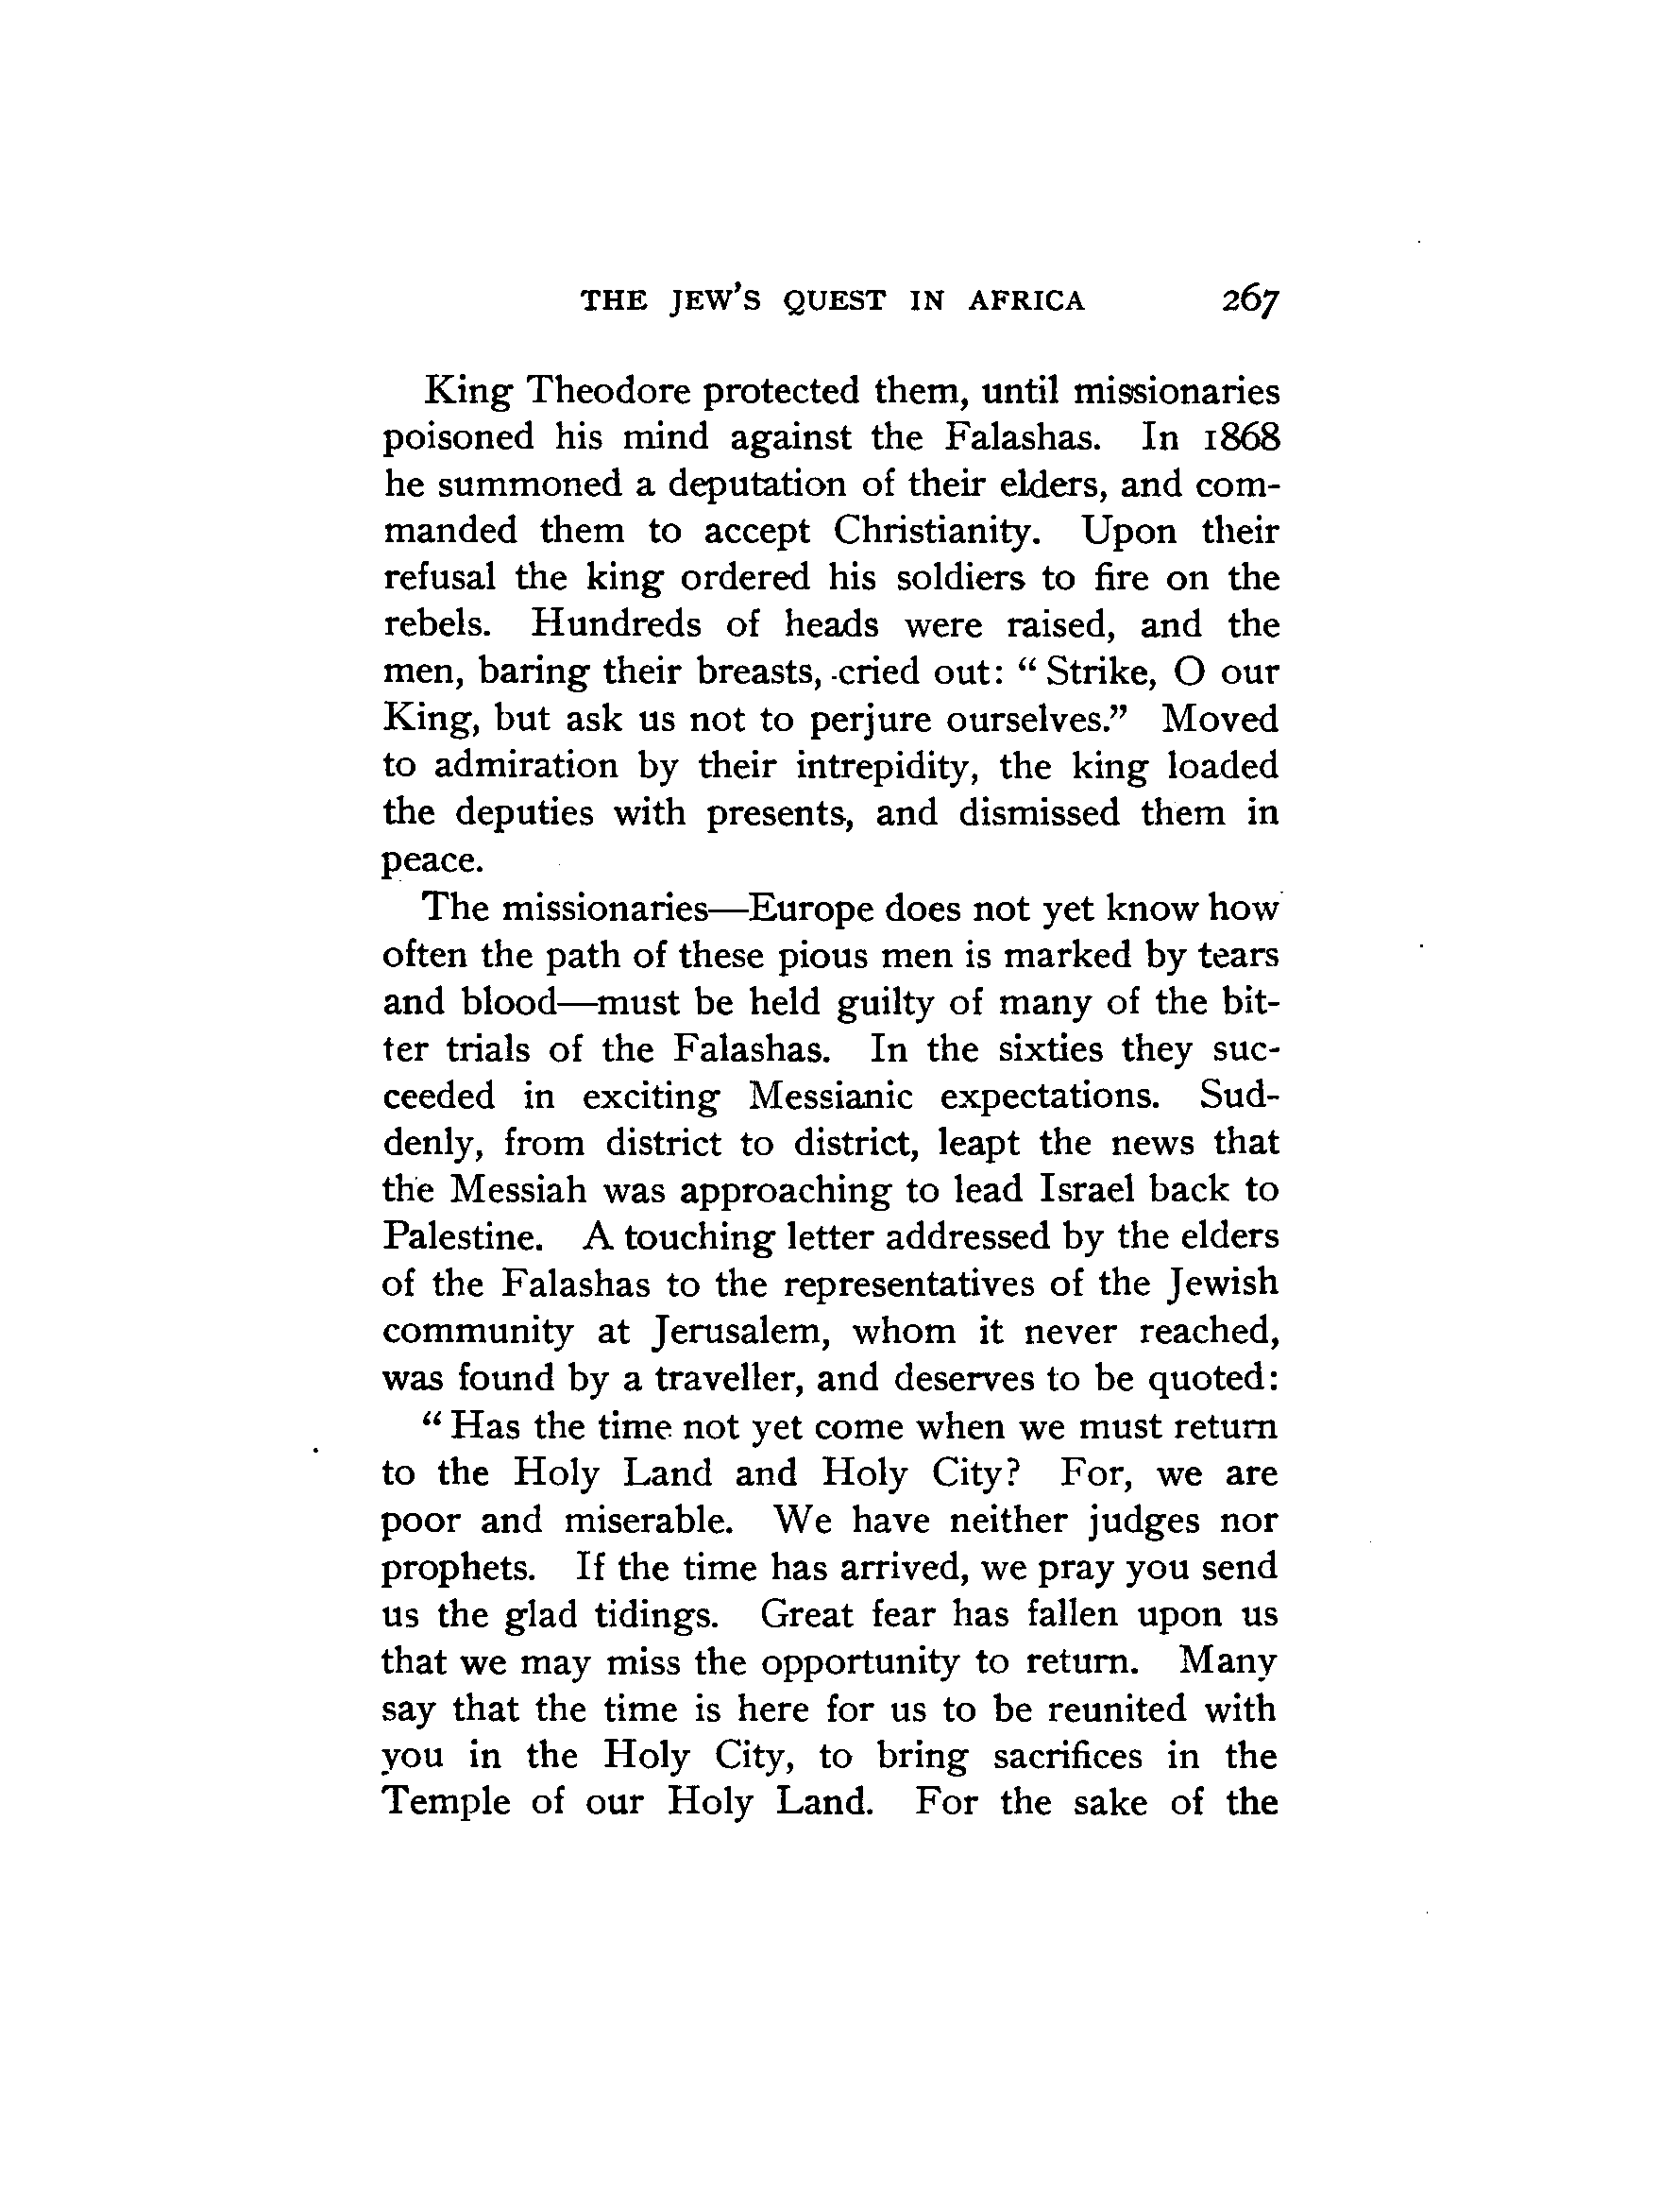 THE JEW'S QUEST IN AFRICA 267
King Theodore protected them, until missionaries
poisoned his mind against the Falashas. In 1868
he summoned a deputation of their elders, and com-
manded them to accept Christianity. Upon their
refusal the king ordered his soldiers to fire on the
rebels. Hundreds of heads were raised, and the
men, baring their breasts, cried out: “Strike, O our
King, but ask us not to perjure ourselves.” Moved
to admiration by their intrepidity, the king loaded
the deputies with presents, and dismissed them in
peace.
The missionaries—Europe does not yet know how
often the path of these pious men is marked by tears
and blood—must be held guilty of many of the bit-
ter trials of the Falashas. In the sixties they suc-
ceeded in exciting Messianic expectations. Sud-
denly, from district to district, leapt the news that
the Messiah was approaching to lead Israel back to
Palestine. A touching letter addressed by the elders
of the Falashas to the representatives of the Jewish
community at Jerusalem, whom it never reached,
was found by a traveller, and deserves to be quoted:
“Has the time not yet come when we must return
to the Holy Land and Holy City? For, we are
poor and miserable. We have neither judges nor
prophets. If the time has arrived, we pray you send
us the glad tidings. Great fear has fallen upon us
that we may miss the opportunity to return. Many
say that the time is here for us to be reunited with
you in the Holy City, to bring sacrifices in the
Temple of our Holy Land. For the sake of the